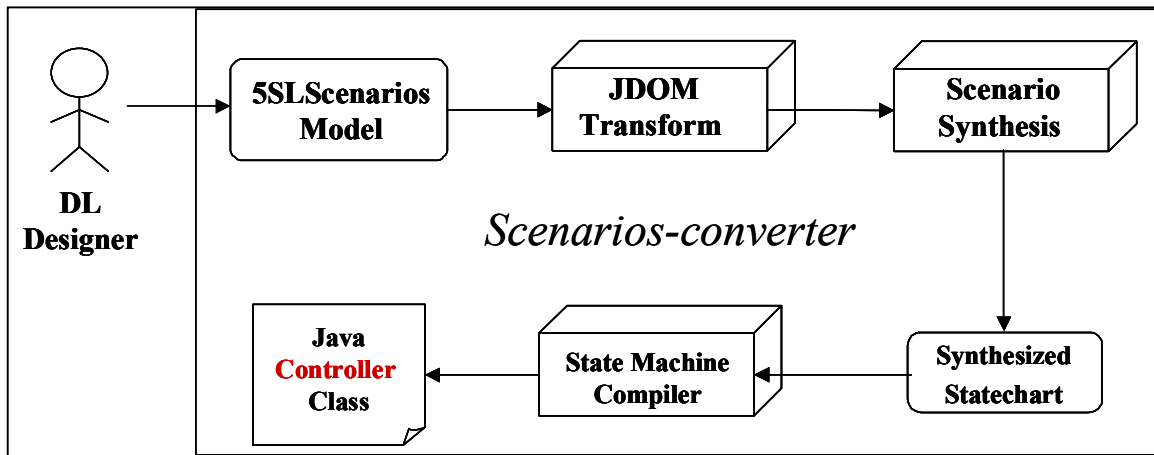 DL
Designer
5SLScenarios
Model
JDOM
Transform
Scenario
Synthesis
Scenarios-converter
Java
Controller
Class
State Machine
Compiler
Synthesized
Statechart